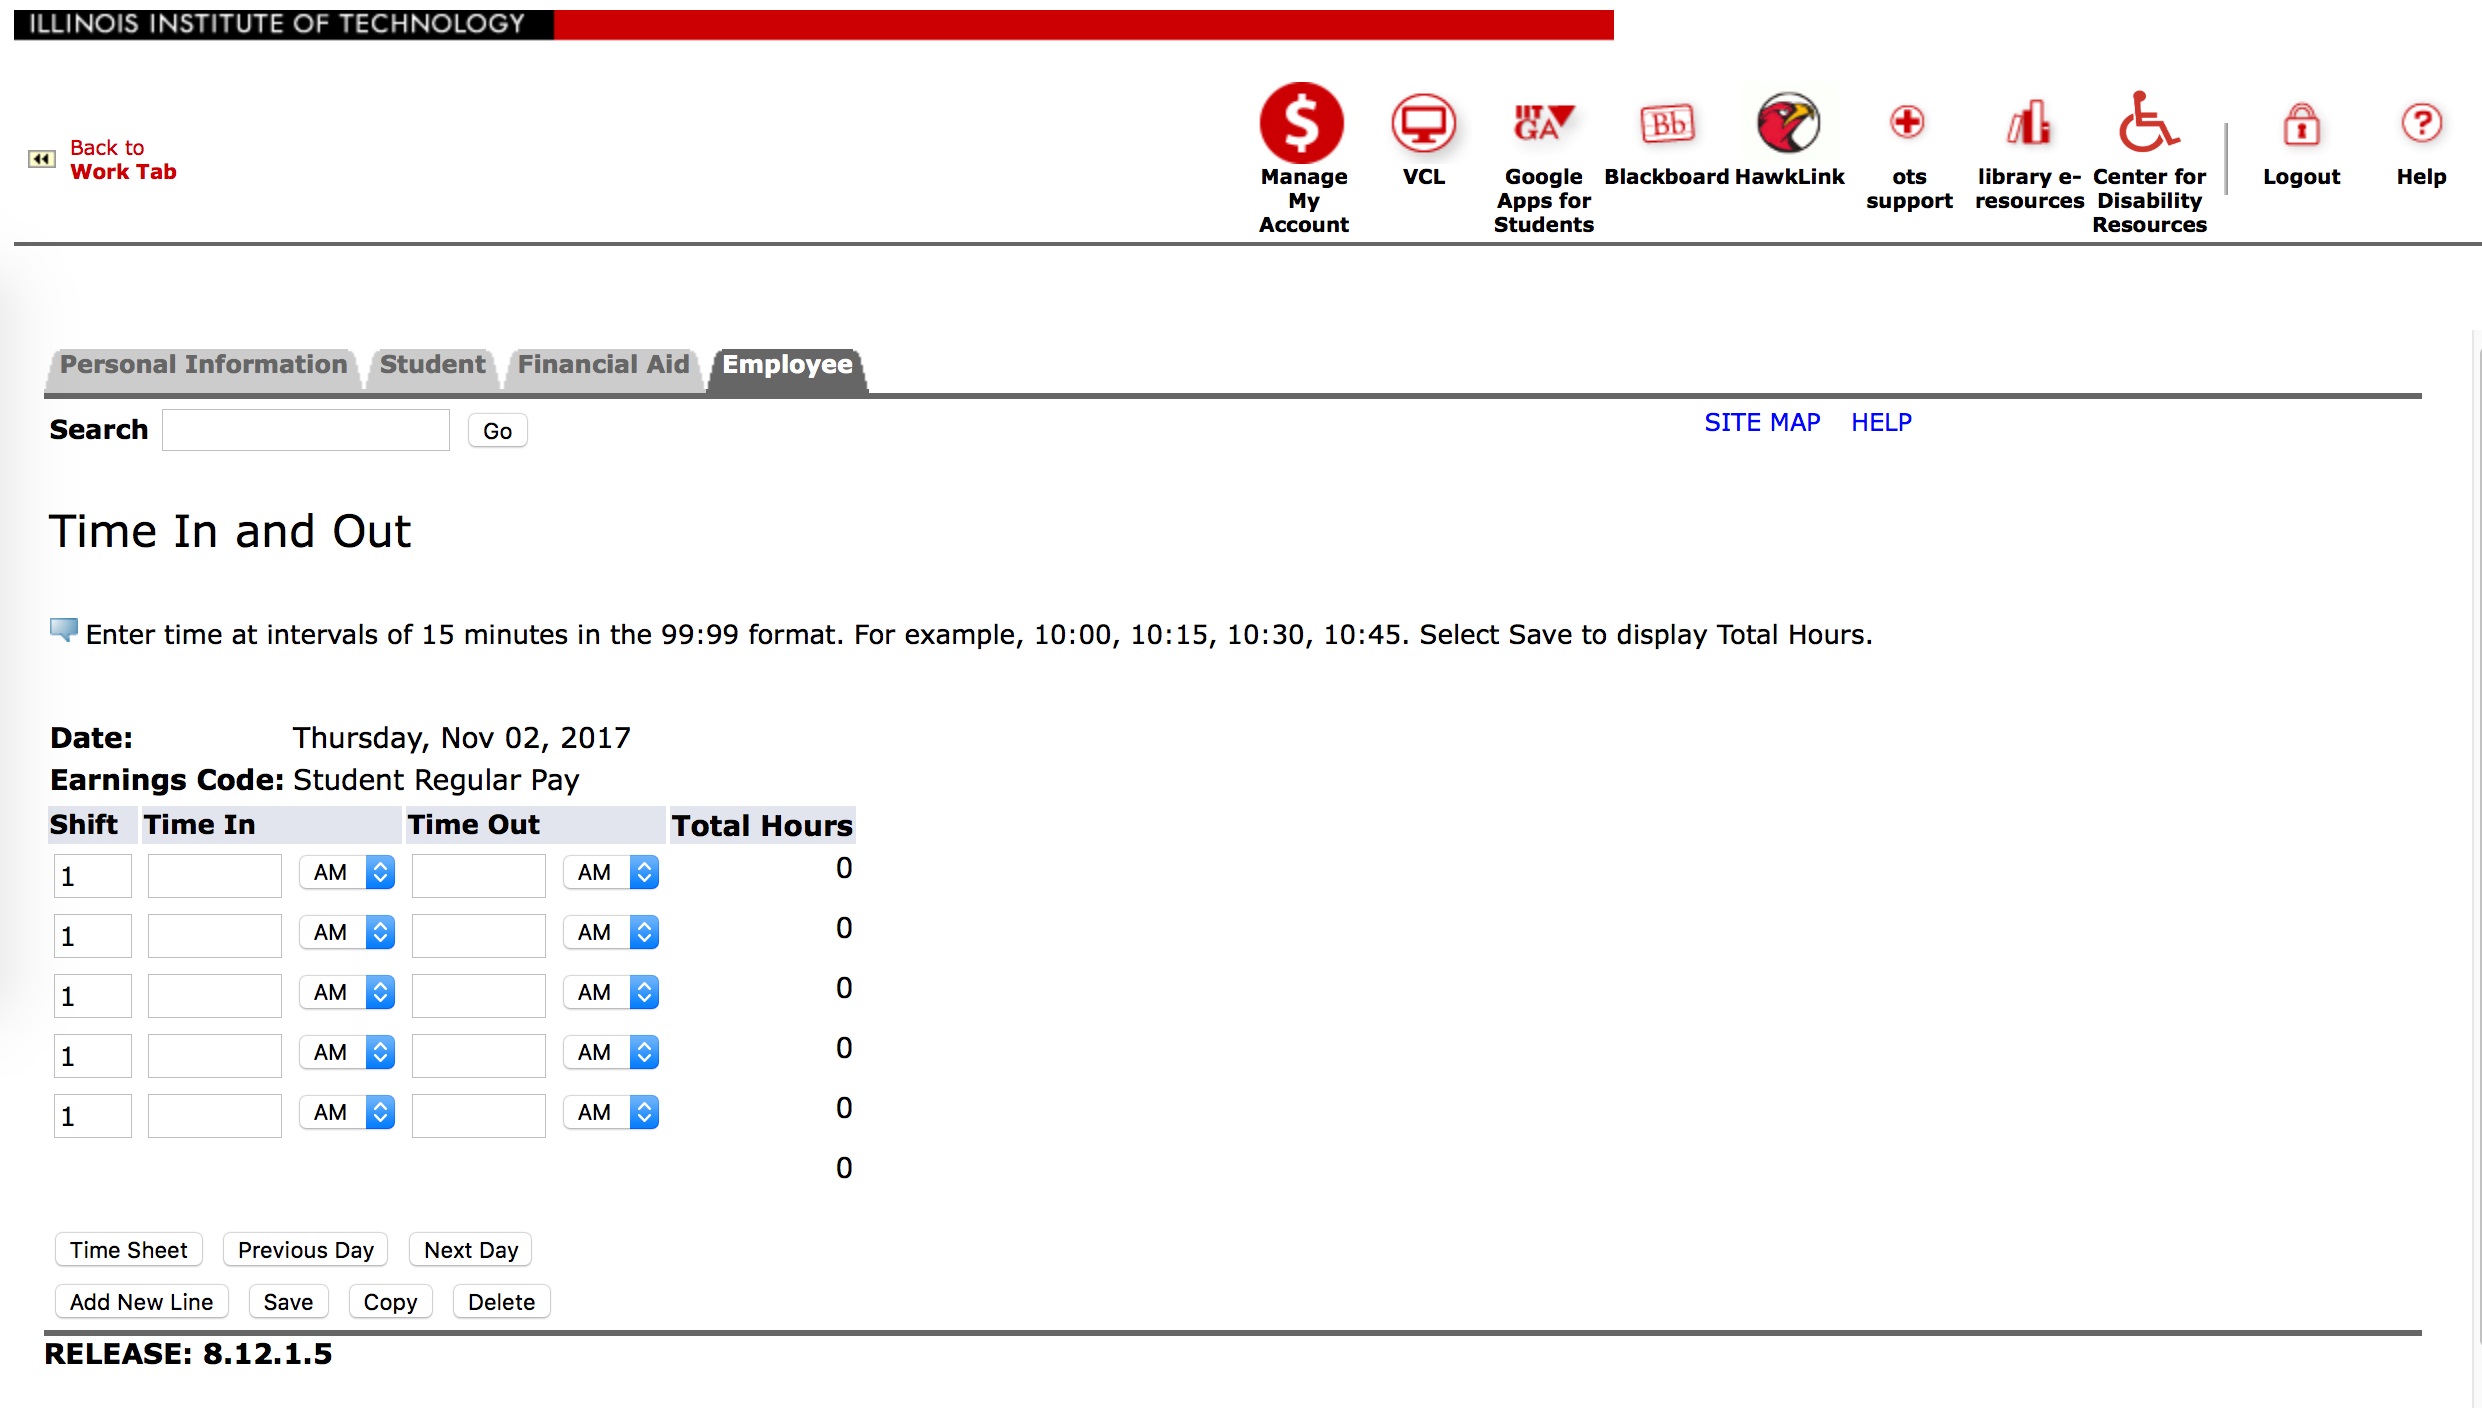 ILLINOIS INSTITUTE OF TECHNOLOGY
Back to
Work Tab
$
Manage
My
Account
VCL
IIT
GA
Google
Apps for
Students
Bb
Blackboard
HawkLink
ots
support
library e-
resources
Center for
Disability
Resources
Logout
?
Help
Personal Information
Student
Financial Aid
Employee
Search
Go
SITE MAP HELP
Time In and Out
Enter time at intervals of 15 minutes in the 99:99 format. For example, 10:00, 10:15, 10:30, 10:45. Select Save to display Total Hours.
Date: Thursday, Nov 02, 2017
Earnings Code: Student Regular Pay
Shift Time In Time Out Total Hours
1 AM AM 0
1 AM AM 0
1 AM AM 0
1 AM AM 0
1 AM AM 0
0
Time Sheet Previous Day Next Day
Add New Line Save Copy Delete
RELEASE: 8.12.1.5